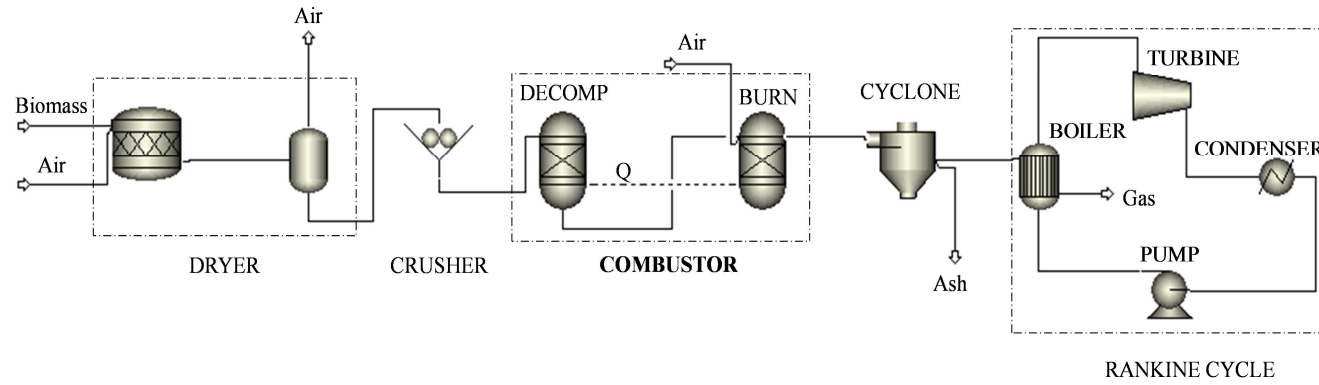 Air
Biomass
Air
DRYER
CRUSHER
DECOMP
Air
BURN
Q
COMBUSTOR
CYCLONE
Ash
TURBINE
BOILER
CONDENSER
Gas
PUMP
RANKINE CYCLE